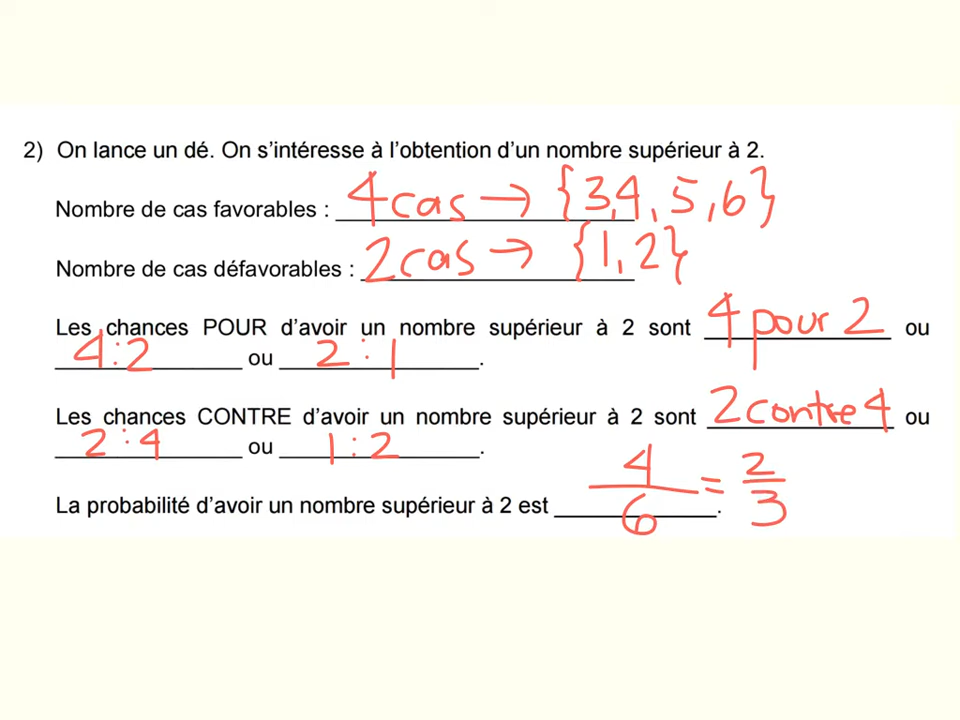 2) On lance un dé. On s’intéresse à l’obtention d’un nombre supérieur à 2.
Nombre de cas favorables : 4 cas → {3,4,5,6}
Nombre de cas défavorables : 2 cas → {1,2}
Les chances POUR d’avoir un nombre supérieur à 2 sont 4 pour 2 ou
4:2 ou 2:1.
Les chances CONTRE d’avoir un nombre supérieur à 2 sont 2 contre 4 ou
2:4 ou 1:2.
La probabilité d’avoir un nombre supérieur à 2 est 4/6 = 2/3.